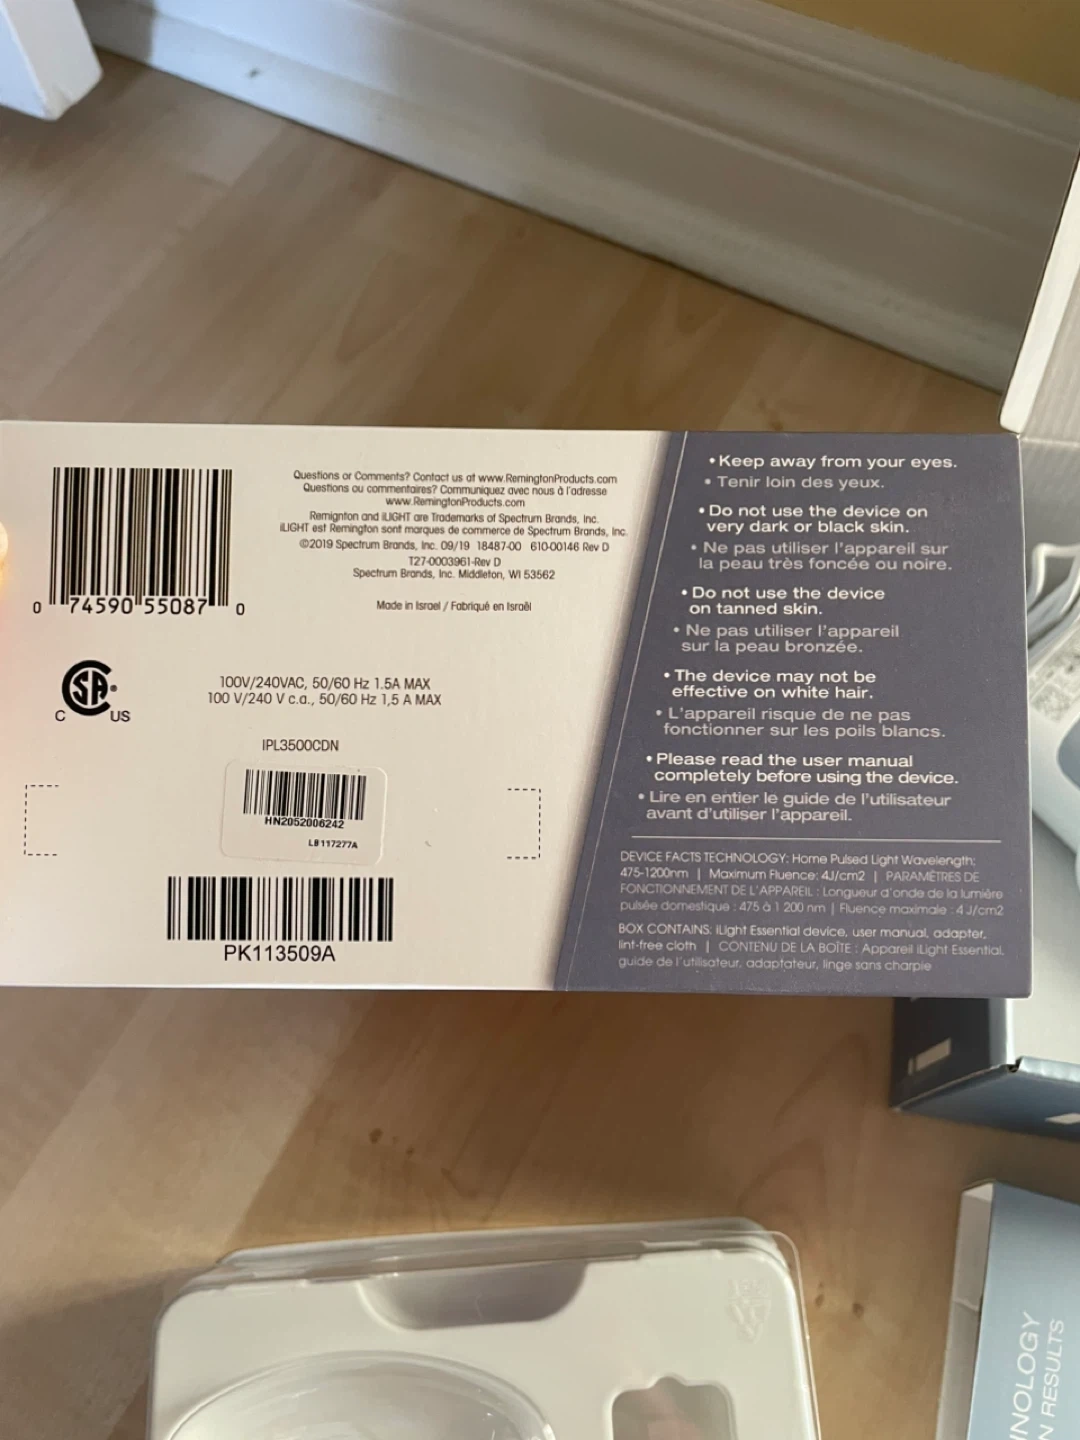 0 74590 55087 0
Questions or Comments? Contact us at www.RemingtonProducts.com
Questions ou commentaires? Communiquez avec nous à l'adresse
www.RemingtonProducts.com
Remignton and iLIGHT are Trademarks of Spectrum Brands, Inc.
iLIGHT est Remington sont marques de commerce de Spectrum Brands, Inc.
©2019 Spectrum Brands, Inc. 09/19 18487-00 610-00146 Rev D
T27-0003961-Rev D
Spectrum Brands, Inc. Middleton, WI 53562
Made in Israel / Fabriqué en Israël
SA
C US
100V/240VAC, 50/60 Hz 1.5A MAX
100 V/240 V c.a., 50/60 Hz 1,5 A MAX
IPL3500CDN
HN2052006242
LB117277A
PK113509A
• Keep away from your eyes.
• Tenir loin des yeux.
• Do not use the device on
very dark or black skin.
• Ne pas utiliser l'appareil sur
la peau très foncée ou noire.
• Do not use the device
on tanned skin.
• Ne pas utiliser l'appareil
sur la peau bronzée.
• The device may not be
effective on white hair.
• L'appareil risque de ne pas
fonctionner sur les poils blancs.
• Please read the user manual
completely before using the device.
• Lire en entier le guide de l'utilisateur
avant d'utiliser l'appareil.
DEVICE FACTS TECHNOLOGY: Home Pulsed Light Wavelength:
475-1200nm | Maximum Fluence: 4J/cm2 | PARAMÈTRES DE
FONCTIONNEMENT DE L'APPAREIL : Longueur d'onde de la lumière
pulsée domestique : 475 à 1 200 nm | Fluence maximale : 4 J/cm2
BOX CONTAINS: iLight Essential device, user manual, adapter,
lint-free cloth | CONTENU DE LA BOÎTE : Appareil iLight Essential,
guide de l'utilisateur, adaptateur, linge sans charpie
NOLOGY
N RESULTS